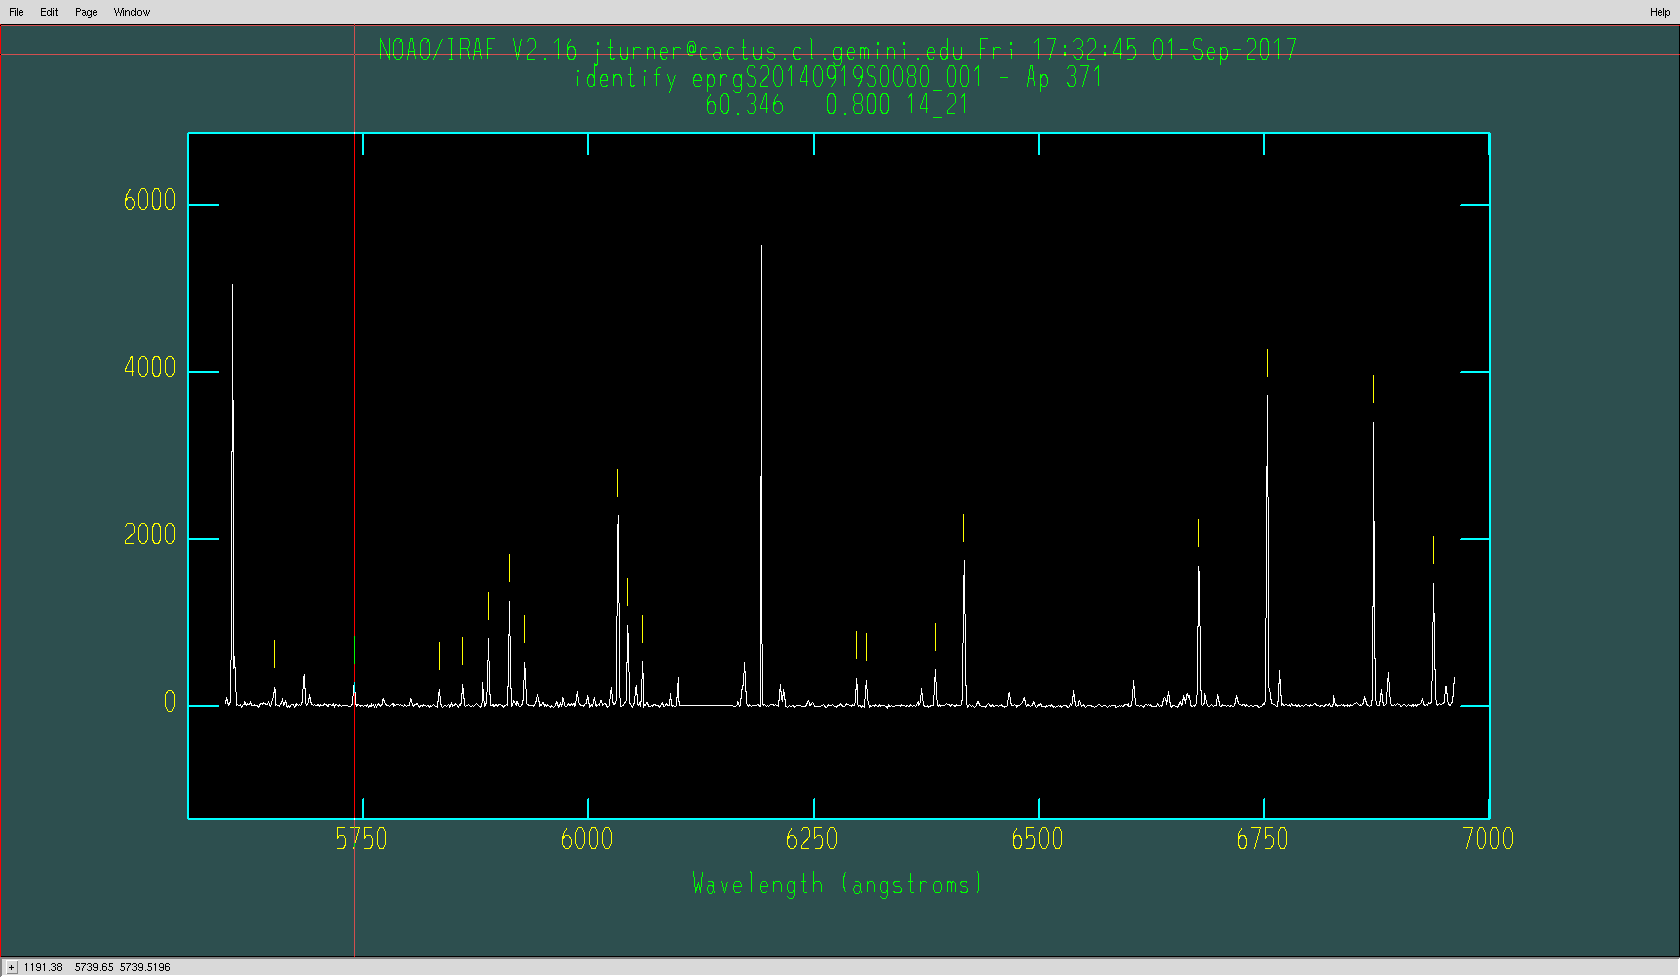 File Edit Page Window Help
NOAO/IRAF V2.16 jturner@cactus.cl.gemini.edu Fri 17:32:45 01-Sep-2017
identify eprgS20140919S0080_001 - Ap 371
60.346 0.800 14_21
6000
4000
2000
0
5750 6000 6250 6500 6750 7000
Wavelength (angstroms)
+ 1191.38 5739.65 5739.5196